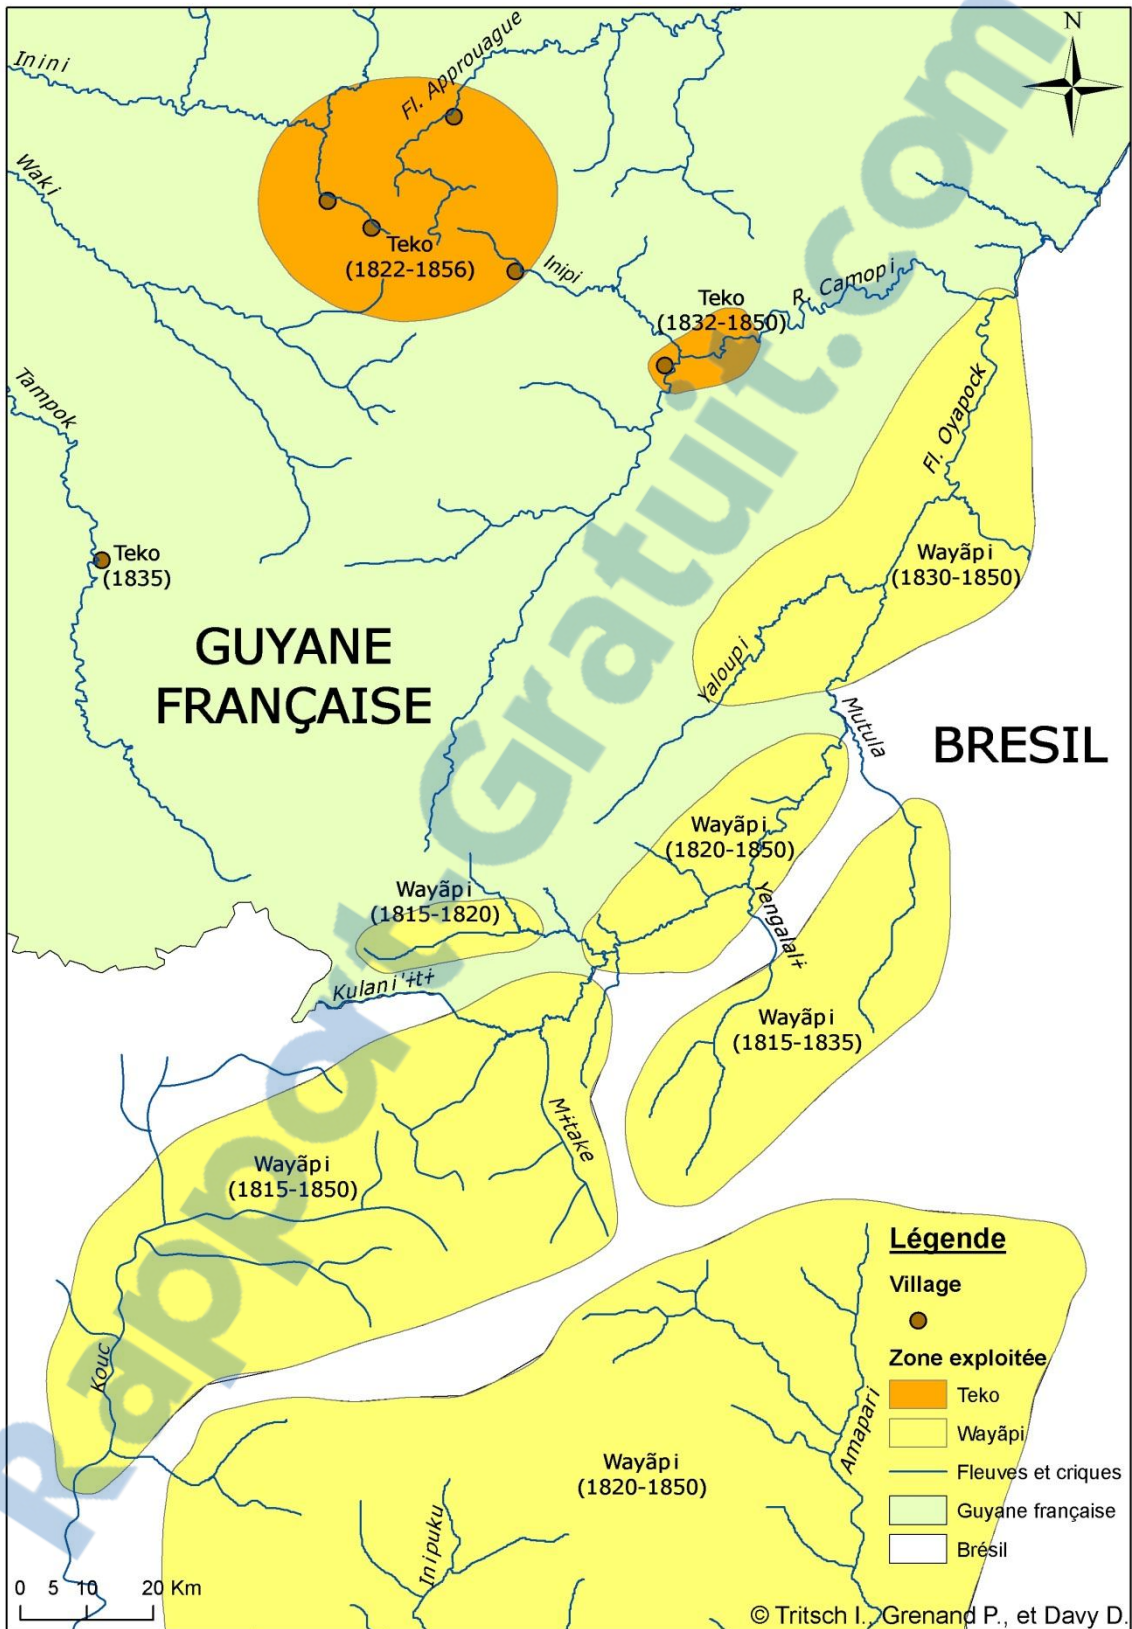 N
Inini
Fl. Approuague
Waki
Teko
(1822-1856)
Inipi
R. Camopi
Teko
(1832-1850)
Tampok
Fl. Oyapock
Teko
(1835)
Wayãpi
(1830-1850)
GUYANE
FRANÇAISE
Yaloupi
Mutula
BRESIL
Wayãpi
(1820-1850)
Wayãpi
(1815-1820)
Yengalalɨ
Kulani'ɨtɨ
Wayãpi
(1815-1835)
Mɨtake
Wayãpi
(1815-1850)
Kouc
Amapari
Wayãpi
(1820-1850)
Inipuku
Légende
Village
Zone exploitée
Teko
Wayãpi
Fleuves et criques
Guyane française
Brésil
0 5 10 20 Km
© Tritsch I., Grenand P., et Davy D.
Rapport-Gratuit.com